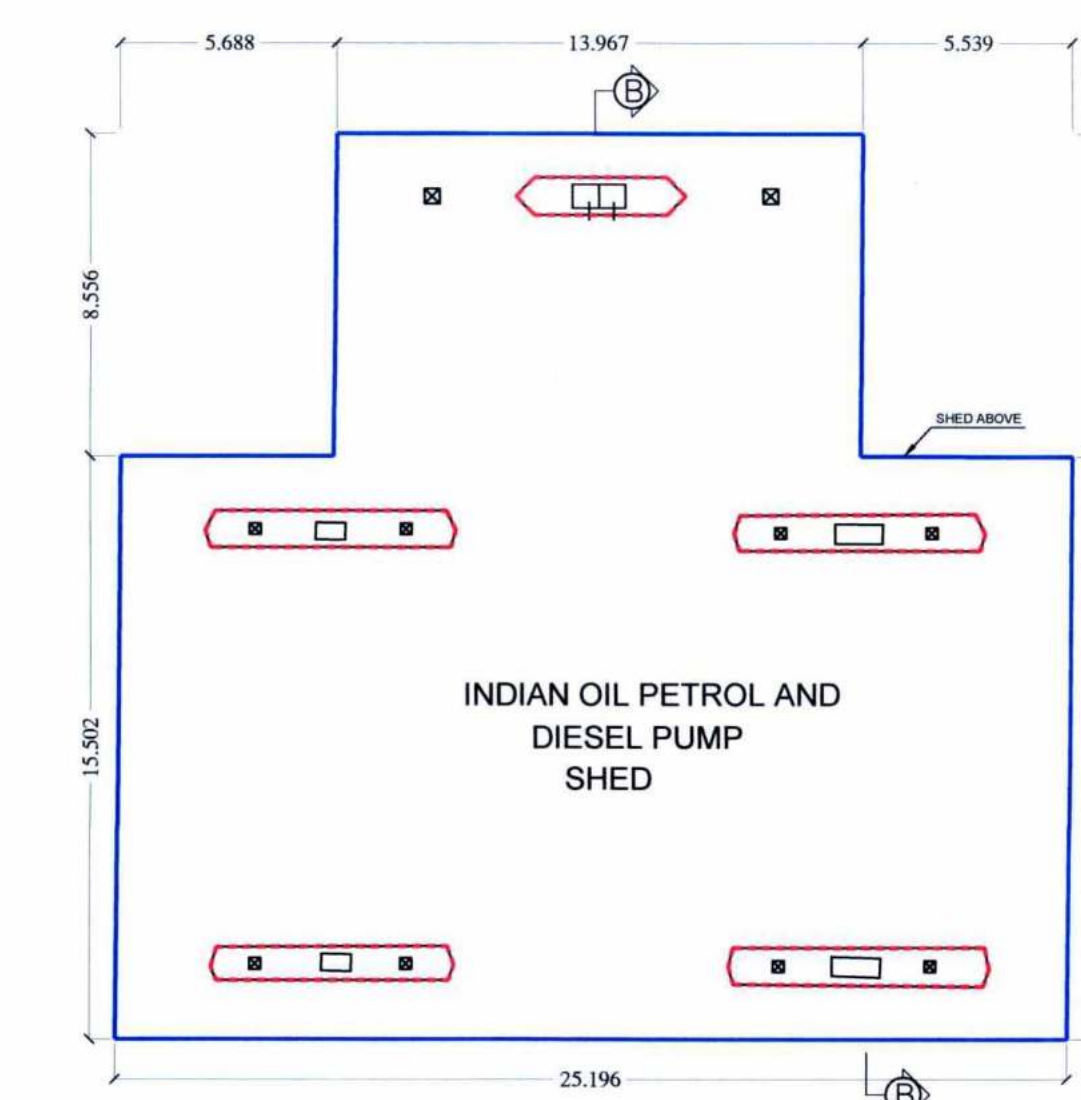 5.688 13.967 5.539
B
8.556
SHED ABOVE
INDIAN OIL PETROL AND
DIESEL PUMP
SHED
15.502
25.196
B